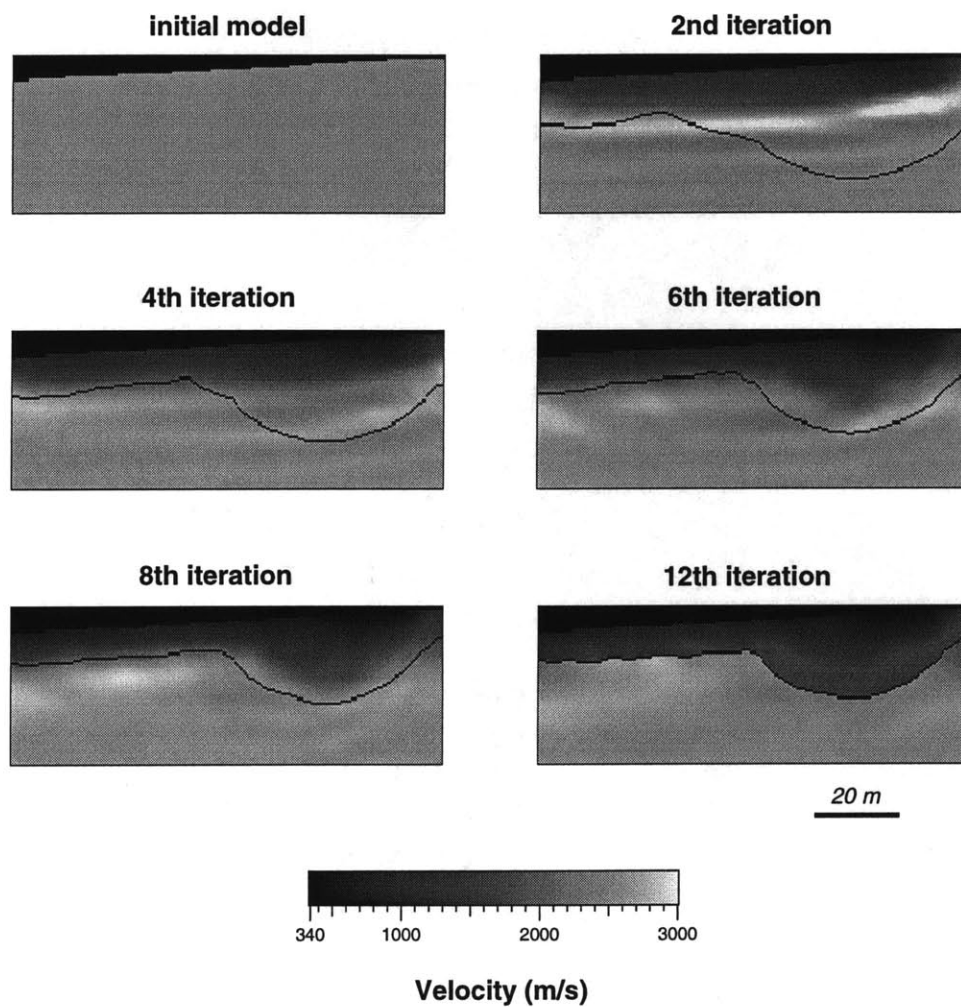 initial model
2nd iteration
4th iteration
6th iteration
8th iteration
12th iteration
20 m
340 1000 2000 3000
Velocity (m/s)